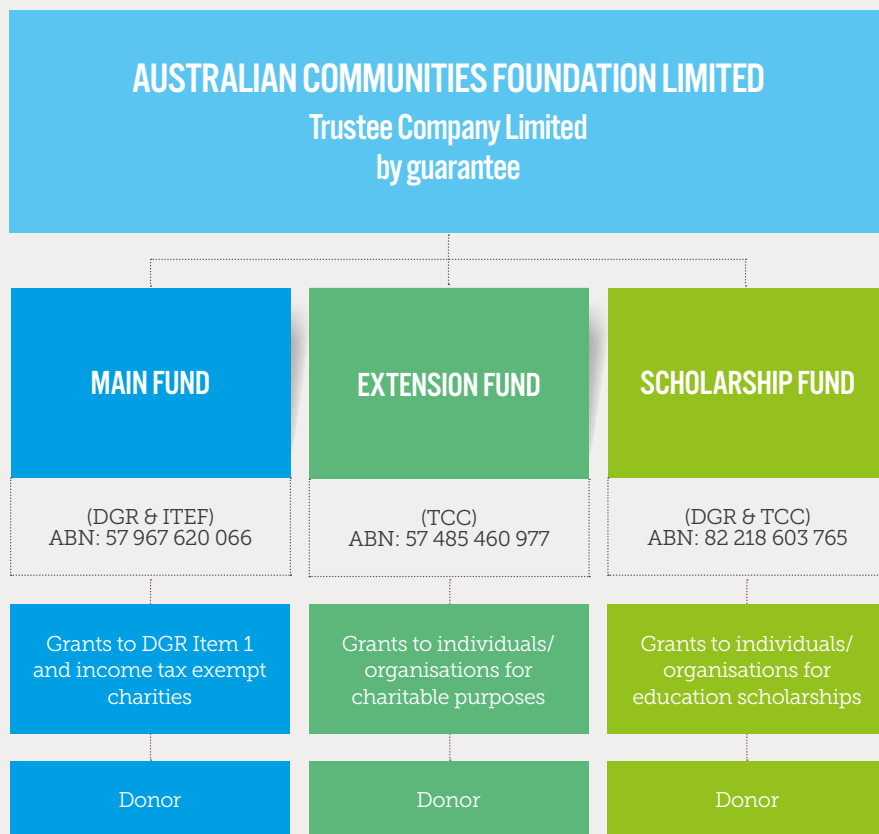 AUSTRALIAN COMMUNITIES FOUNDATION LIMITED
Trustee Company Limited
by guarantee
MAIN FUND
EXTENSION FUND
SCHOLARSHIP FUND
(DGR & ITEF)
ABN: 57 967 620 066
(TCC)
ABN: 57 485 460 977
(DGR & TCC)
ABN: 82 218 603 765
Grants to DGR Item 1
and income tax exempt
charities
Grants to individuals/
organisations for
charitable purposes
Grants to individuals/
organisations for
education scholarships
Donor
Donor
Donor